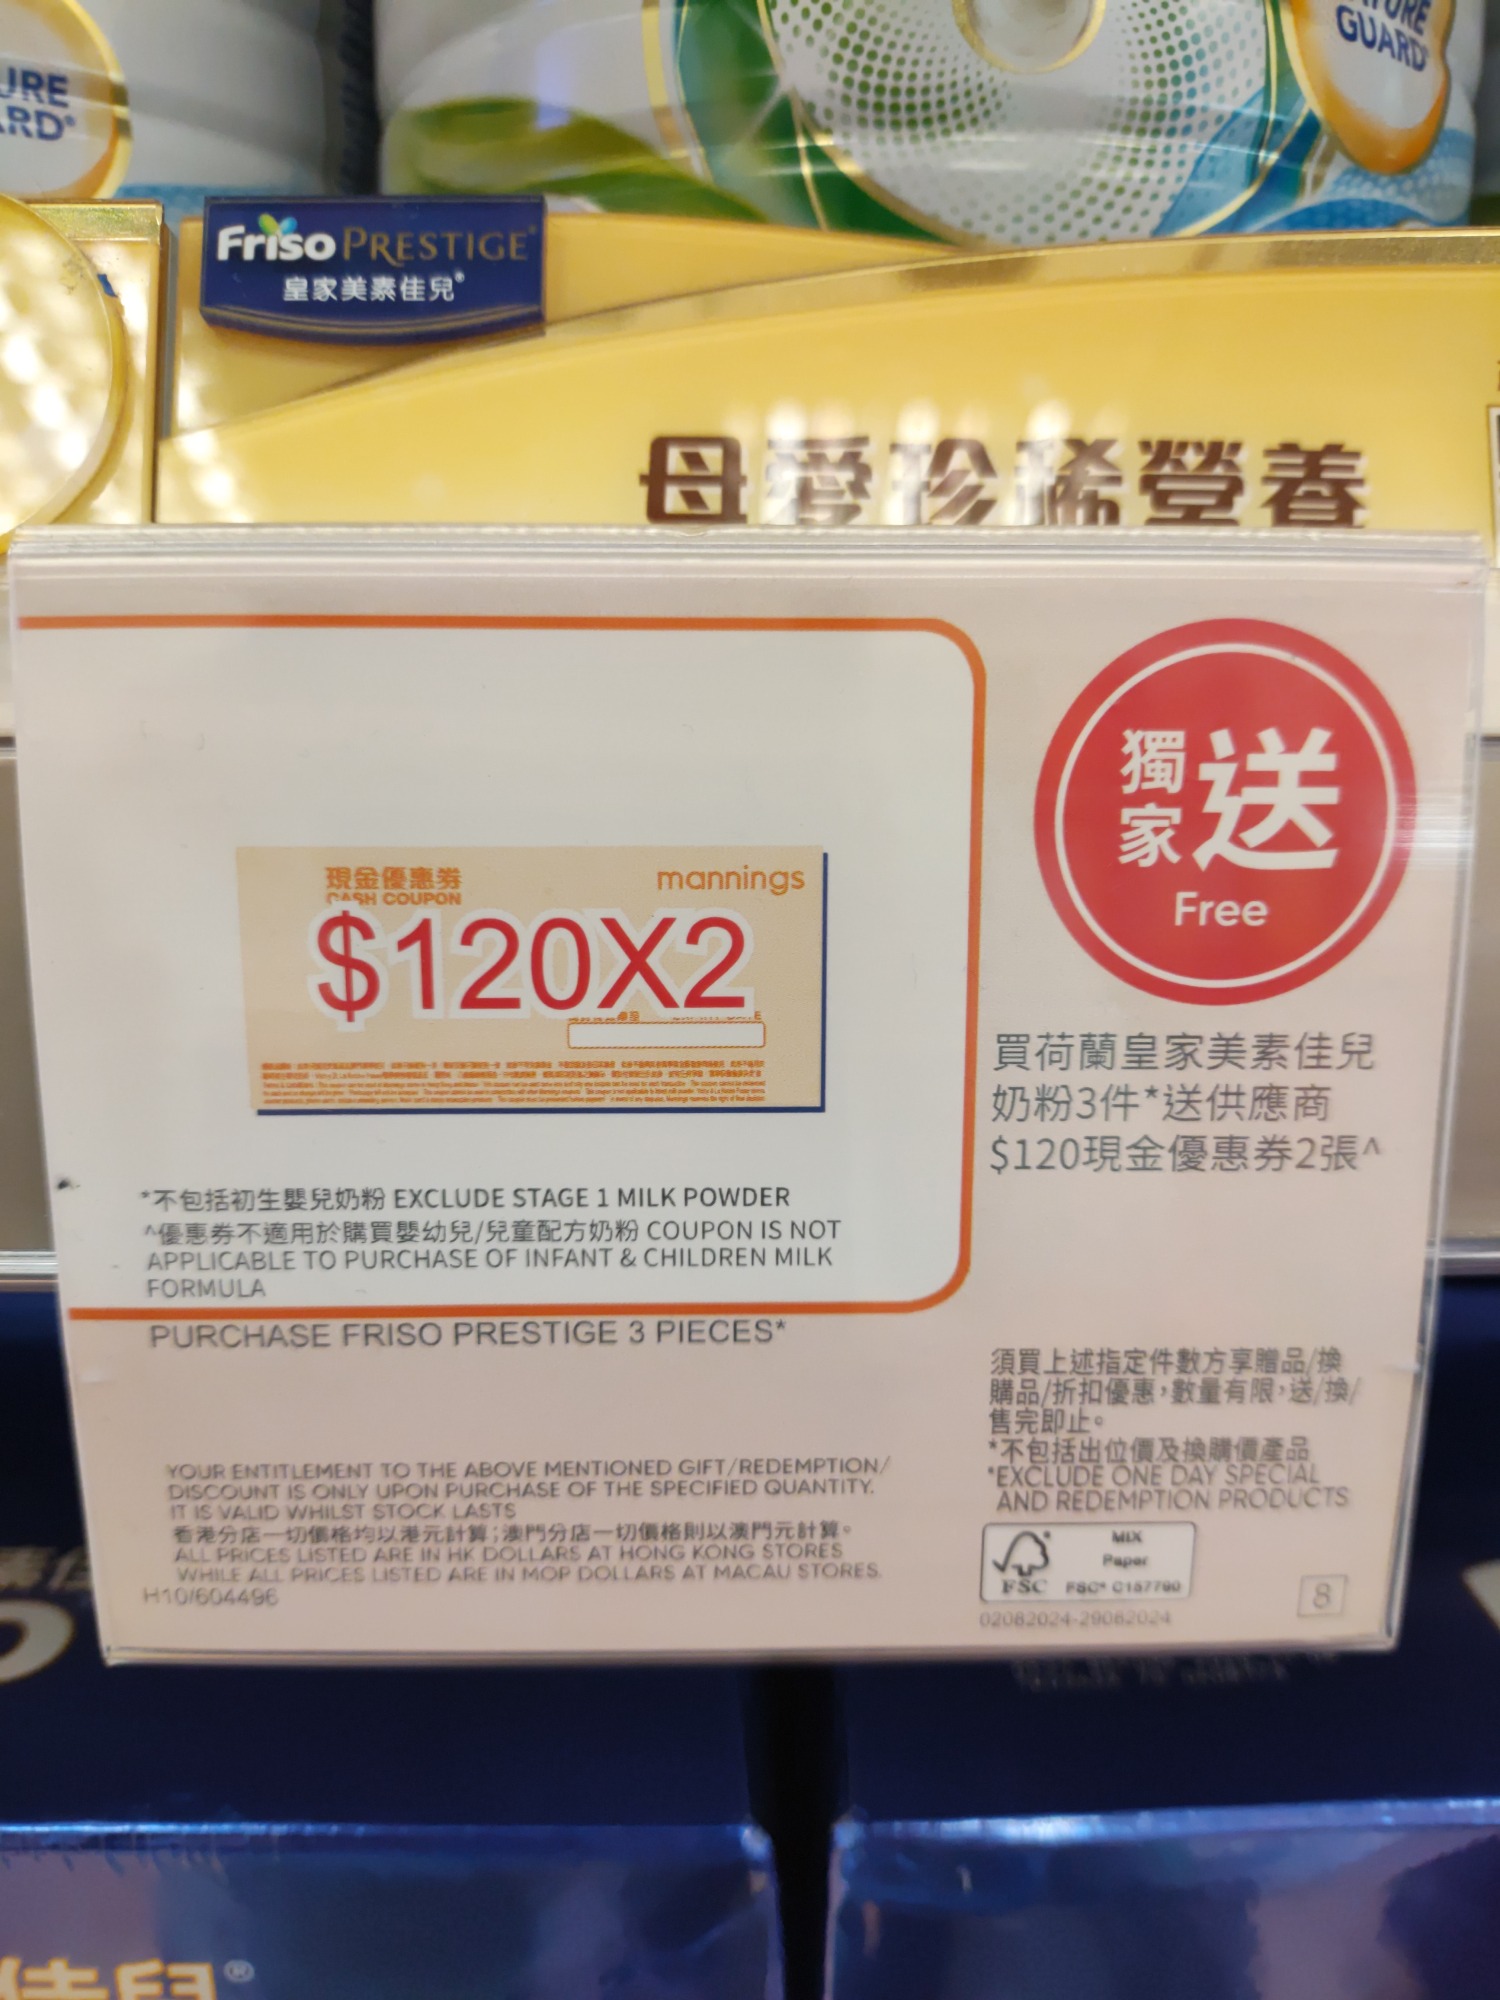 URE
ARD®
NATURE
GUARD®
Friso PRESTIGE®
皇家美素佳兒®
母愛珍稀營養
獨家送
Free
現金優惠券
CASH COUPON
mannings
$120X2
買荷蘭皇家美素佳兒
奶粉3件*送供應商
$120現金優惠券2張^
*不包括初生嬰兒奶粉 EXCLUDE STAGE 1 MILK POWDER
^優惠券不適用於購買嬰幼兒/兒童配方奶粉 COUPON IS NOT
APPLICABLE TO PURCHASE OF INFANT & CHILDREN MILK
FORMULA
PURCHASE FRISO PRESTIGE 3 PIECES*
YOUR ENTITLEMENT TO THE ABOVE MENTIONED GIFT/REDEMPTION/
DISCOUNT IS ONLY UPON PURCHASE OF THE SPECIFIED QUANTITY.
IT IS VALID WHILST STOCK LASTS
香港分店一切價格均以港元計算；澳門分店一切價格則以澳門元計算。
ALL PRICES LISTED ARE IN HK DOLLARS AT HONG KONG STORES
WHILE ALL PRICES LISTED ARE IN MOP DOLLARS AT MACAU STORES.
H10/604496
須買上述指定件數方享贈品/換
購品/折扣優惠，數量有限，送/換/
售完即止。
*不包括出位價及換購價產品
*EXCLUDE ONE DAY SPECIAL
AND REDEMPTION PRODUCTS
FSC
MIX
Paper
FSC® C157790
02082024-29082024
8
佳兒®